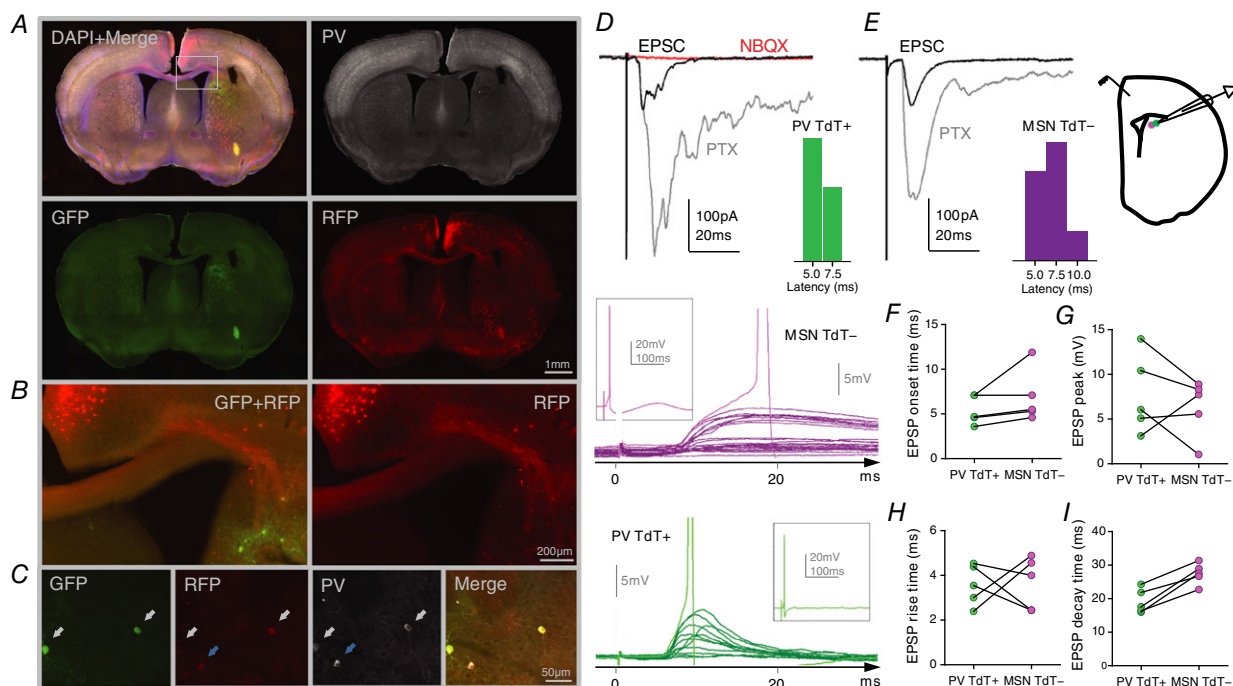 A
DAPI+Merge
PV
GFP
RFP
1mm
B
GFP+RFP
RFP
200µm
C
GFP
RFP
PV
Merge
50µm
D
EPSC
NBQX
PTX
PV TdT+
100pA
20ms
5.0 7.5
Latency (ms)
E
EPSC
PTX
MSN TdT−
100pA
20ms
5.0 7.5 10.0
Latency (ms)
20mV
100ms
MSN TdT−
5mV
0
20
ms
PV TdT+
5mV
20mV
100ms
0
20
ms
F
EPSP onset time (ms)
15
10
5
0
PV TdT+ MSN TdT−
G
EPSP peak (mV)
15
10
5
0
PV TdT+ MSN TdT−
H
EPSP rise time (ms)
6
4
2
0
PV TdT+ MSN TdT−
I
EPSP decay time (ms)
40
30
20
10
0
PV TdT+ MSN TdT−